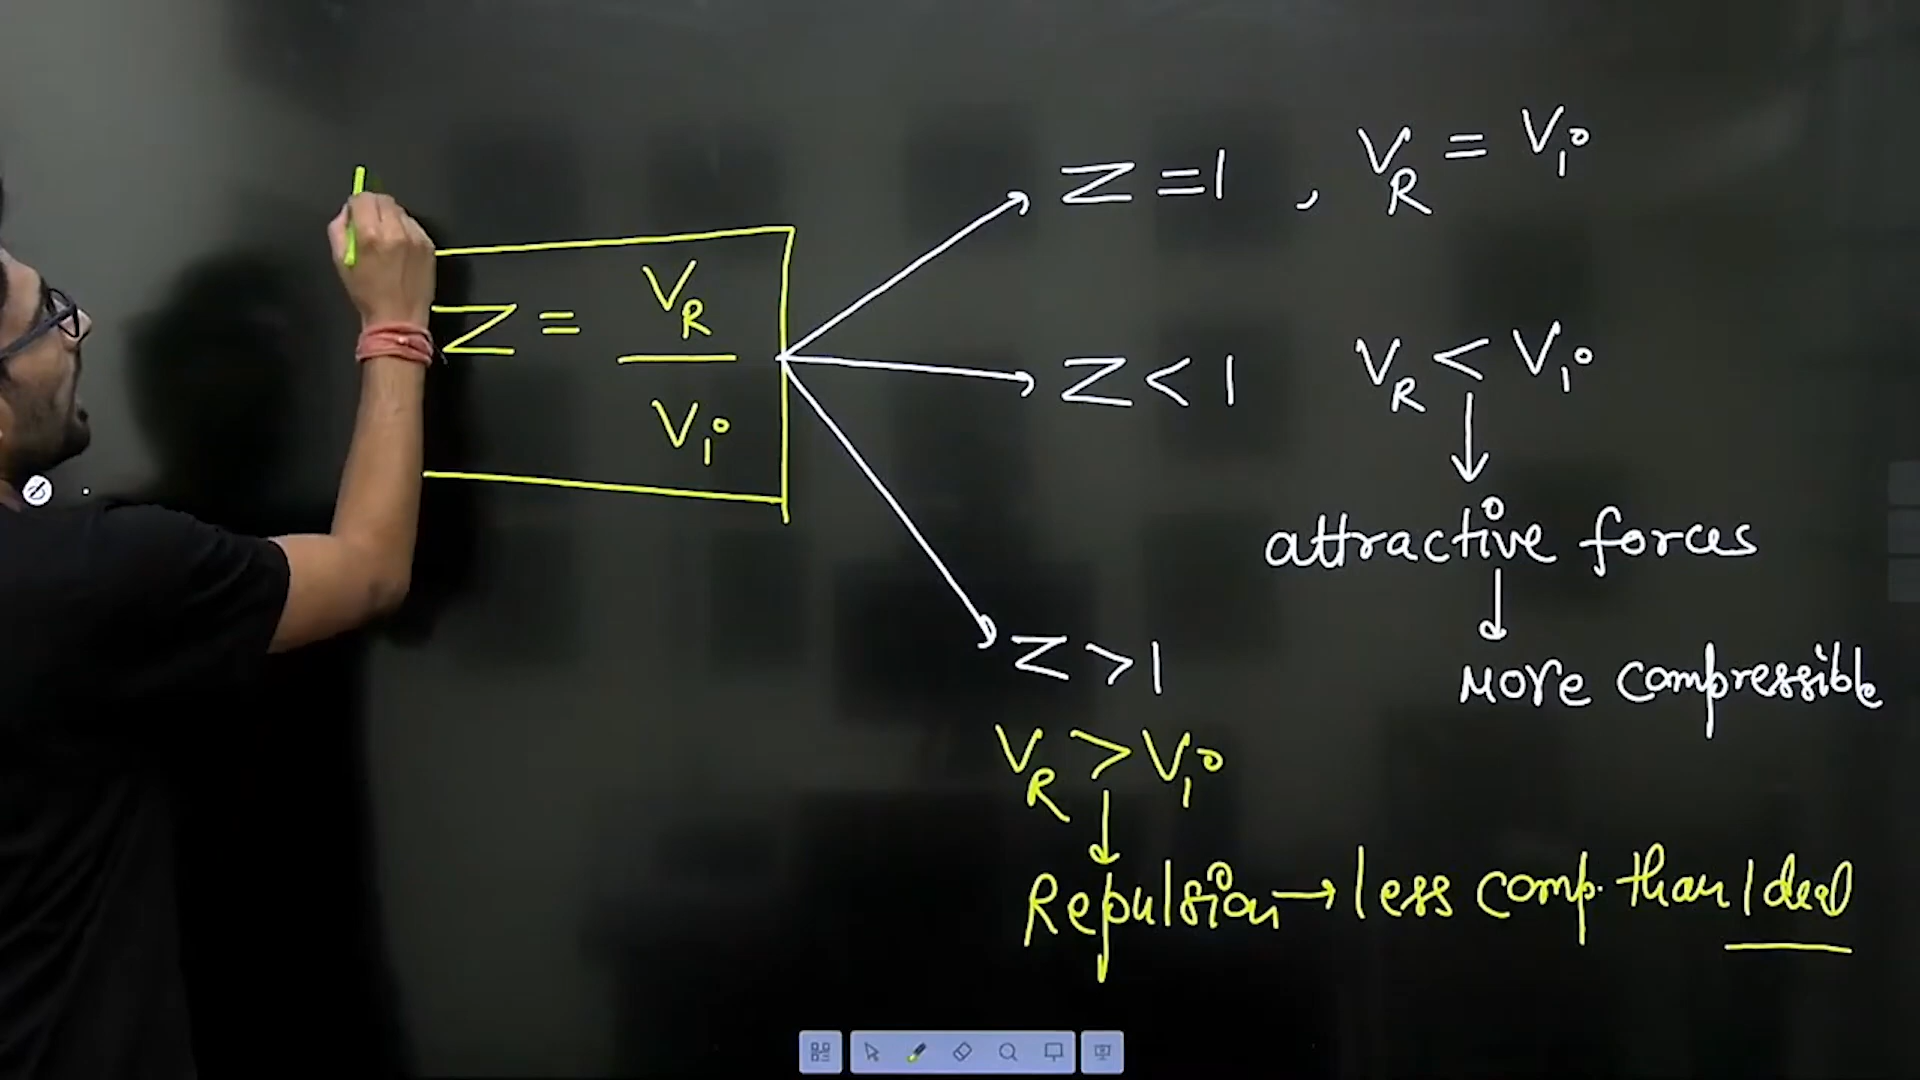 Z = 1 , V_R = V_i
Z = V_R / V_i
Z < 1 V_R < V_i
attractive forces
More compressible
Z > 1
V_R > V_i
Repulsion → less comp. than Ideal